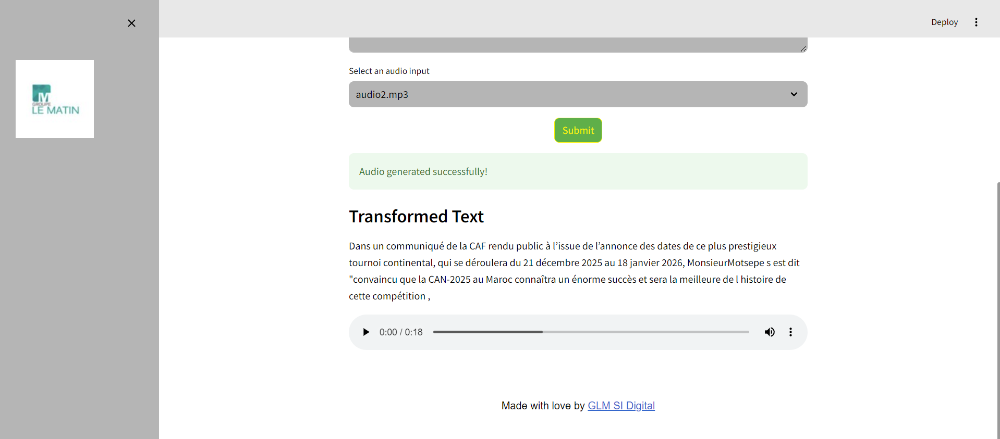 Deploy
GROUPE
LE MATIN
Select an audio input
audio2.mp3
Submit
Audio generated successfully!
Transformed Text
Dans un communiqué de la CAF rendu public à l’issue de l’annonce des dates de ce plus prestigieux
tournoi continental, qui se déroulera du 21 décembre 2025 au 18 janvier 2026, MonsieurMotsepe s est dit
"convaincu que la CAN-2025 au Maroc connaîtra un énorme succès et sera la meilleure de l histoire de
cette compétition ,
0:00 / 0:18
Made with love by GLM SI Digital